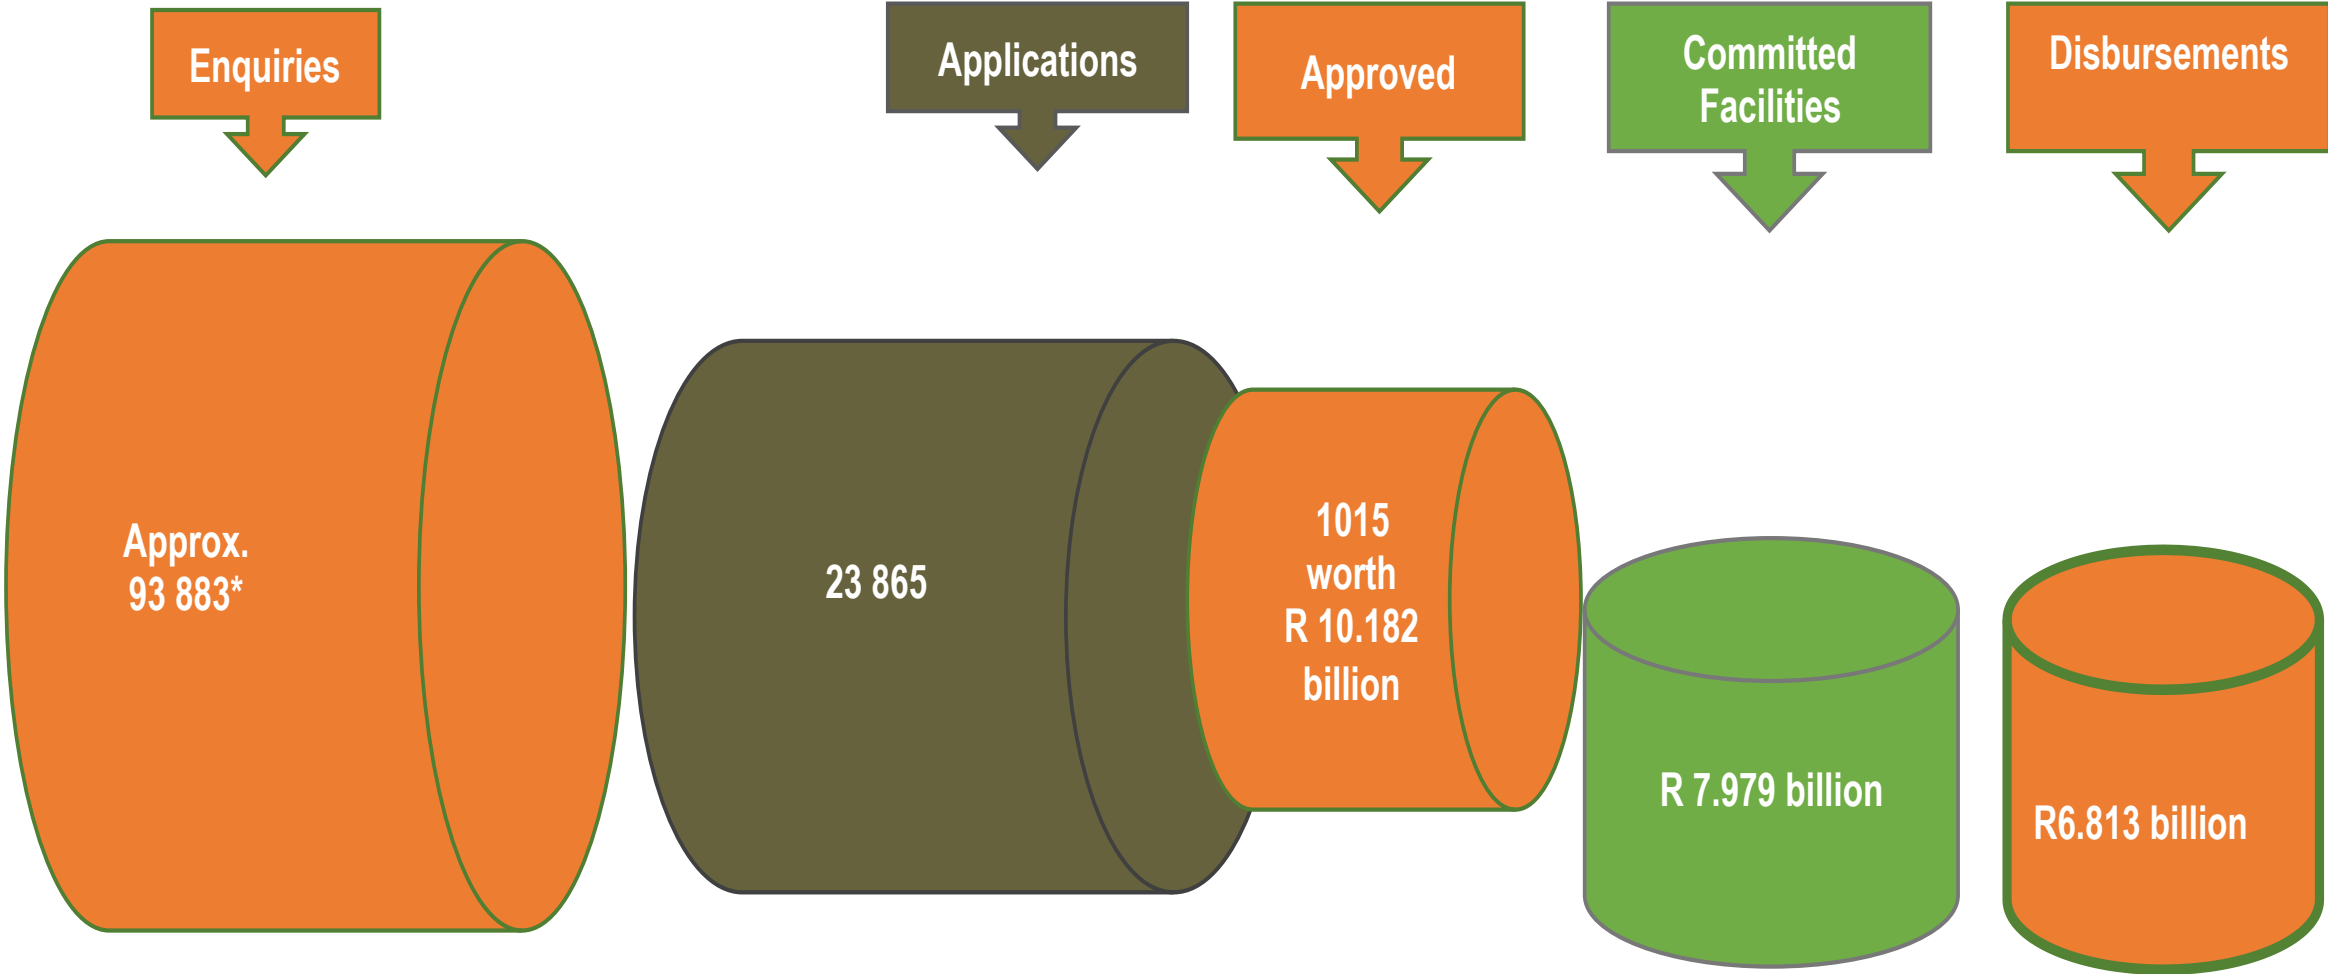 Enquiries
Applications
Approved
Committed
Facilities
Disbursements
Approx.
93 883*
23 865
1015
worth
R 10.182
billion
R 7.979 billion
R6.813 billion